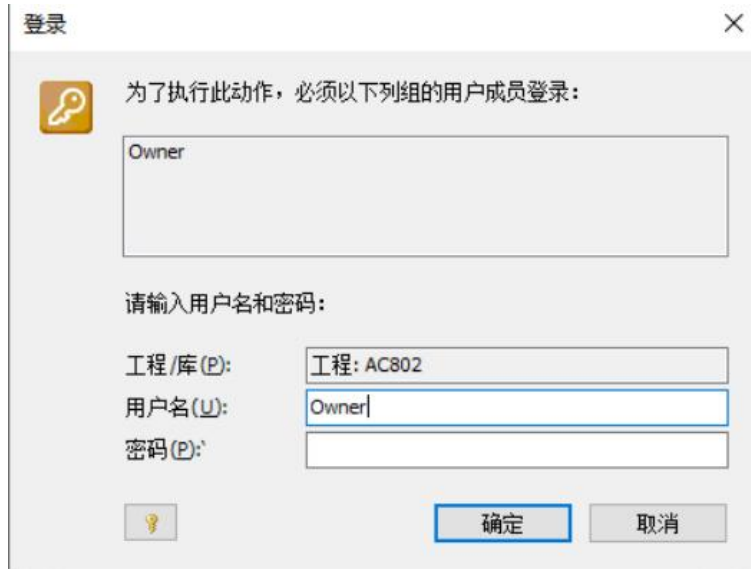 登录
为了执行此动作，必须以下列组的用户成员登录：
Owner
请输入用户名和密码：
工程/库(P): 工程: AC802
用户名(U): Owner
密码(P):`
确定 取消